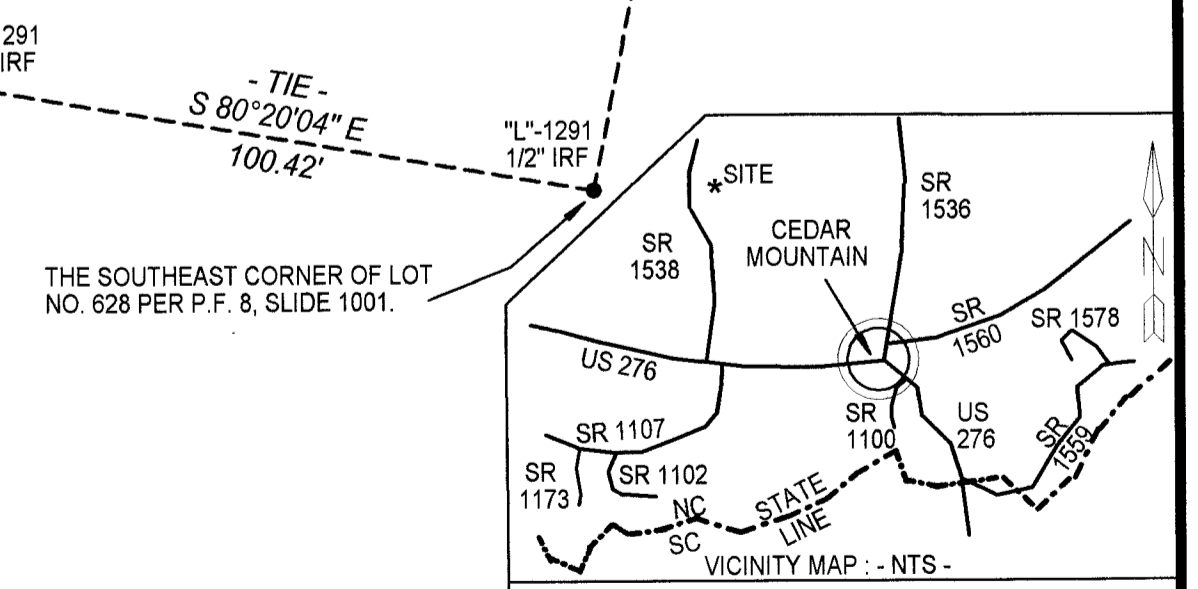 291
IRF
- TIE -
S 80°20'04" E
100.42'
"L"-1291
1/2" IRF
THE SOUTHEAST CORNER OF LOT
NO. 628 PER P.F. 8, SLIDE 1001.
*SITE
SR
1536
CEDAR
MOUNTAIN
SR
1538
N
SR
1560
SR 1578
US 276
SR
1100
US
276
SR
1559
SR 1107
SR
1173
SR 1102
NC
SC
STATE
LINE
VICINITY MAP : - NTS -